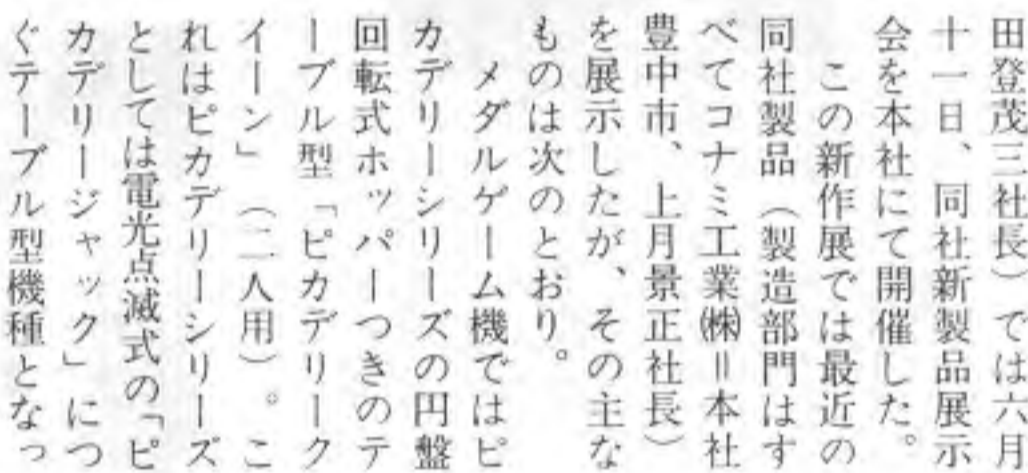 田登茂三社長）では六月
十一日、同社新製品展示
会を本社にて開催した。
　この新作展では最近の
同社製品（製造部門はす
べてコナミ工業㈱＝本社
豊中市、上月景正社長）
を展示したが、その主な
ものは次のとおり。
　メダルゲーム機ではピ
カデリーシリーズの円盤
回転式ホッパーつきのテ
ーブル型「ピカデリーク
イーン」（二人用）。こ
れはピカデリーシリーズ
としては電光点滅式の「ピ
カデリージャック」につ
ぐテーブル型機種となっ